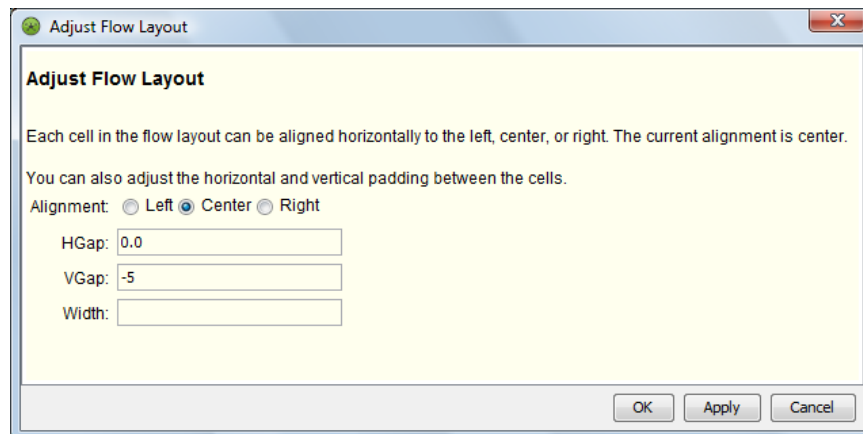 Adjust Flow Layout
Adjust Flow Layout
Each cell in the flow layout can be aligned horizontally to the left, center, or right. The current alignment is center.
You can also adjust the horizontal and vertical padding between the cells.
Alignment: Left Center Right
HGap: 0.0
VGap: -5
Width:
OK Apply Cancel